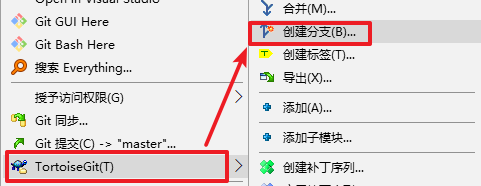 Open in Visual Studio
Git GUI Here
Git Bash Here
搜索 Everything...
授予访问权限(G)
Git 同步...
Git 提交(C) -> "master"...
TortoiseGit(T)
合并(M)...
创建分支(B)...
创建标签(T)...
导出(X)...
添加(A)...
添加子模块...
创建补丁序列...